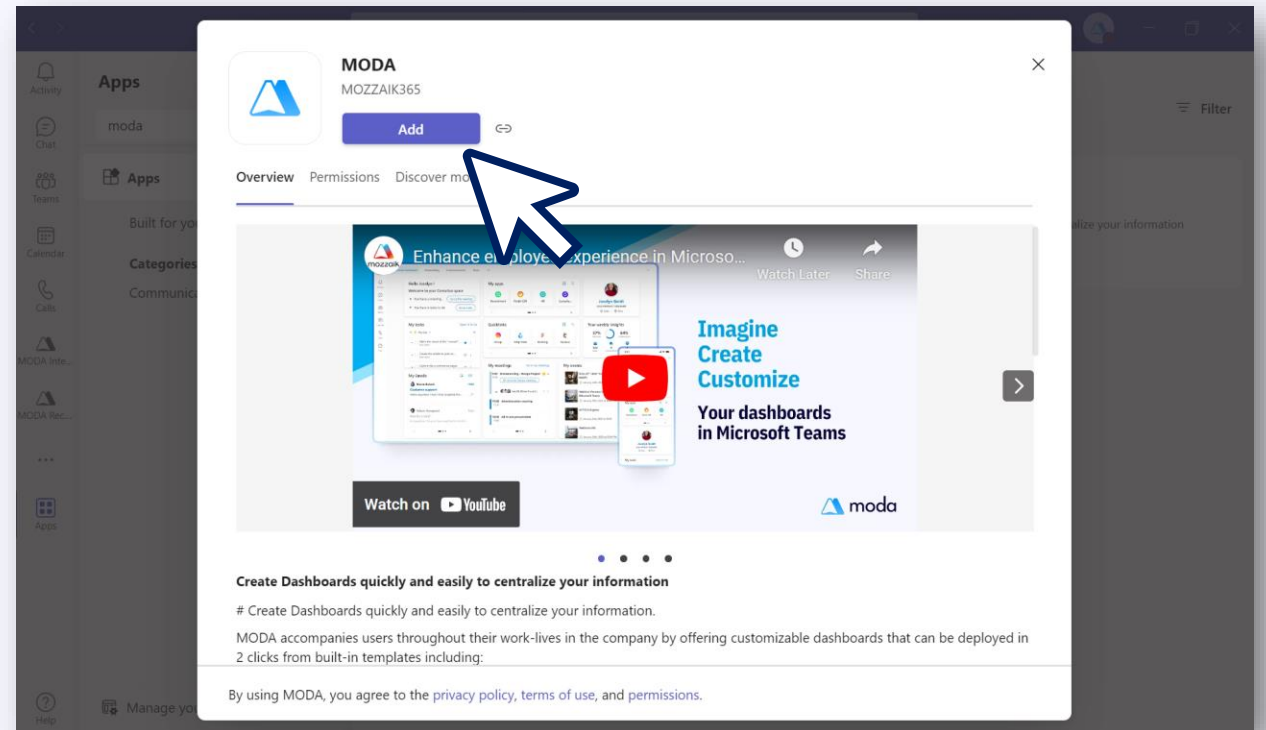 MODA
MOZZAIK365
Add
Activity
Apps
Filter
Chat
moda
Teams
Apps
Overview Permissions Discover mo
Built for you
alize your information
Calendar
Categories
Calls
Communica
mozzaik
Enhance employee experience in Microso...
Watch Later Share
Imagine
Create
Customize
Your dashboards
in Microsoft Teams
MODA Inte...
MODA Rec...
Watch on YouTube
moda
Apps
Create Dashboards quickly and easily to centralize your information
# Create Dashboards quickly and easily to centralize your information.
MODA accompanies users throughout their work-lives in the company by offering customizable dashboards that can be deployed in
2 clicks from built-in templates including:
By using MODA, you agree to the privacy policy, terms of use, and permissions.
Manage you
Help